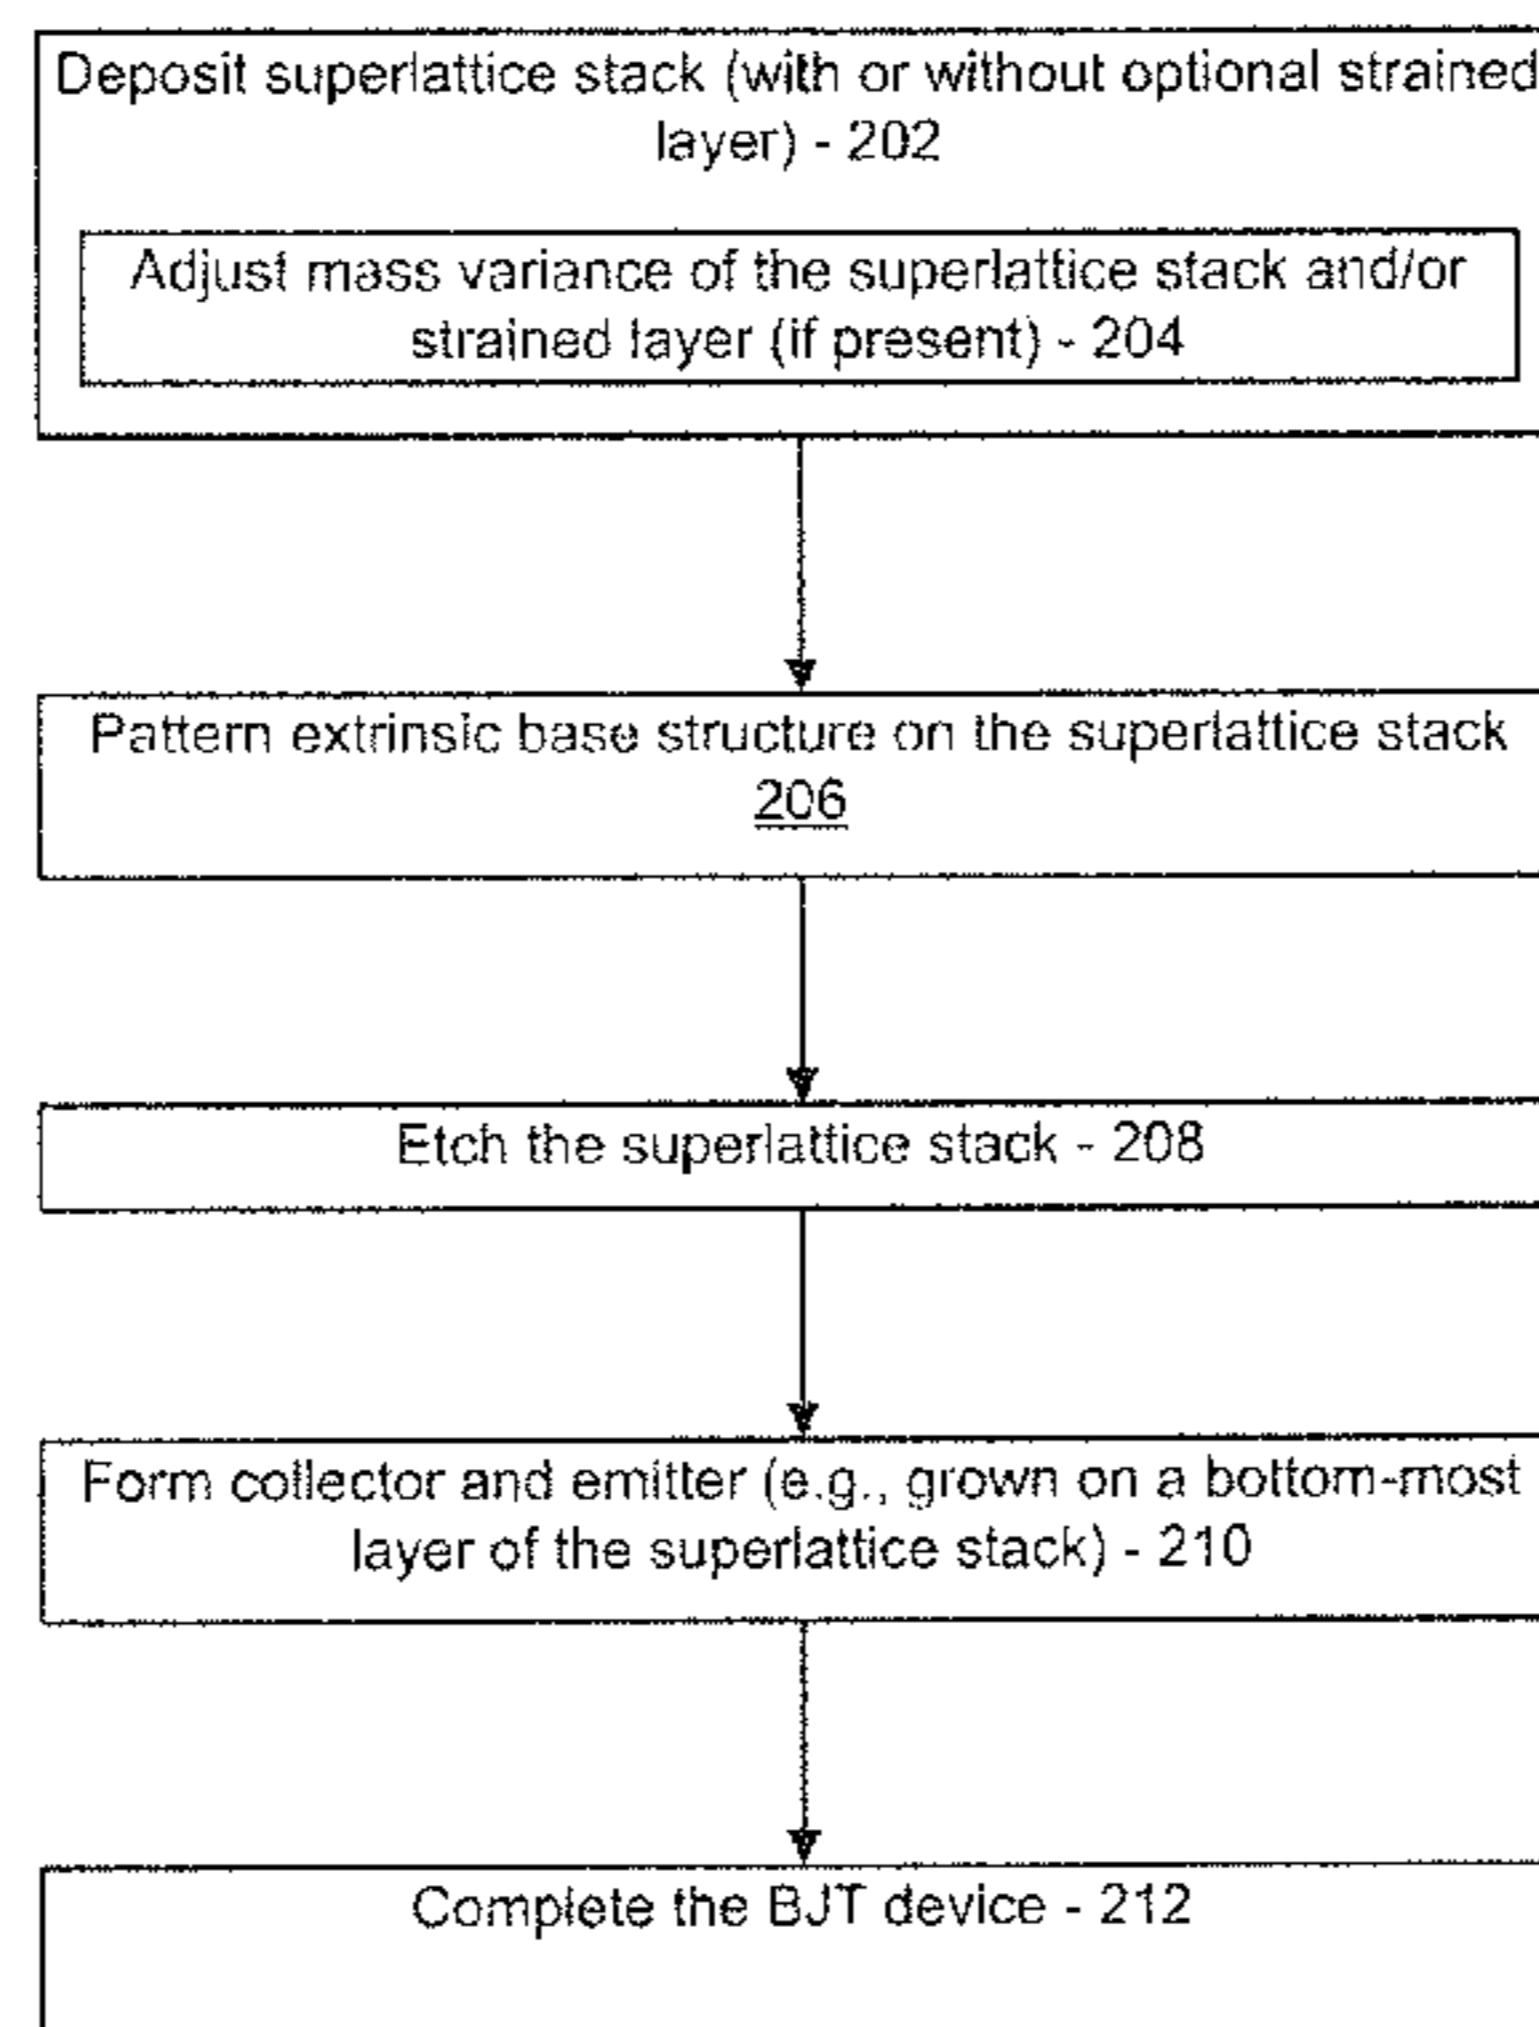 Deposit superlattice stack (with or without optional strained
layer) - 202
Adjust mass variance of the superlattice stack and/or
strained layer (if present) - 204
Pattern extrinsic base structure on the superlattice stack
206
Etch the superlattice stack - 208
Form collector and emitter (e.g., grown on a bottom-most
layer of the superlattice stack) - 210
Complete the BJT device - 212